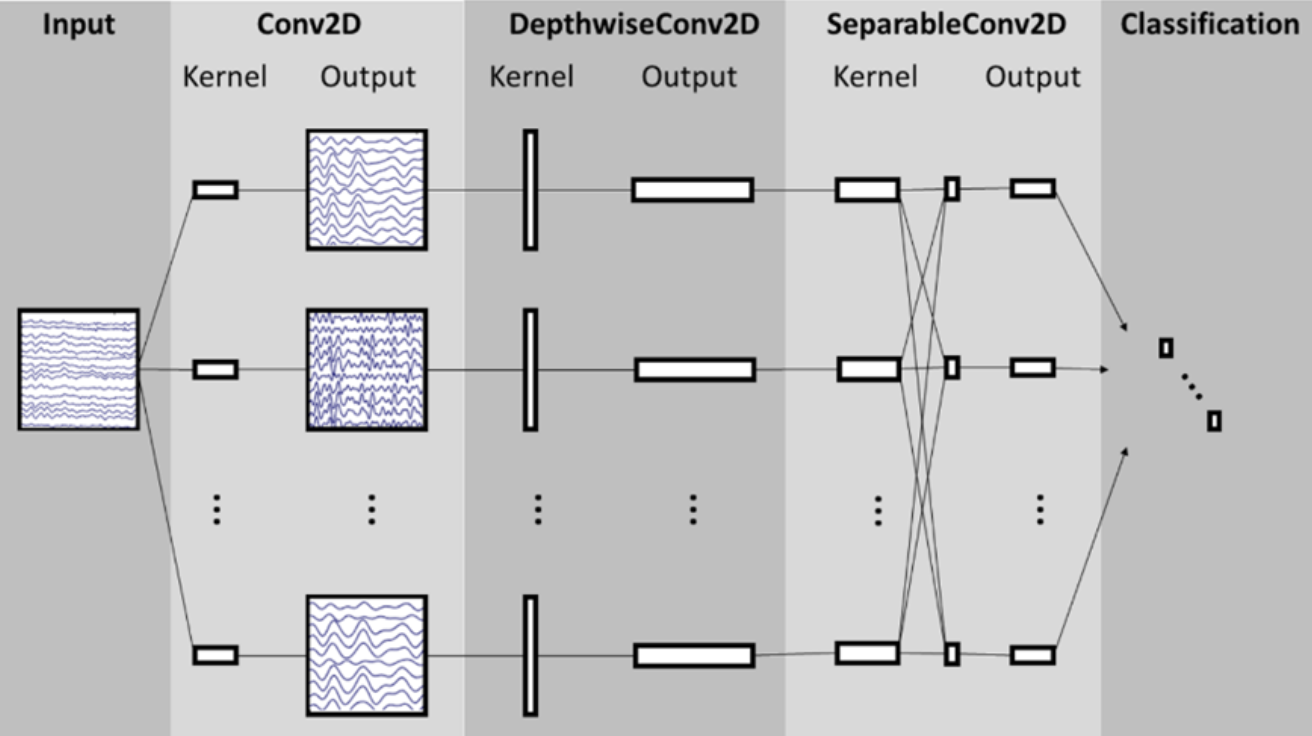 Input Conv2D DepthwiseConv2D SeparableConv2D Classification
Kernel Output Kernel Output Kernel Output